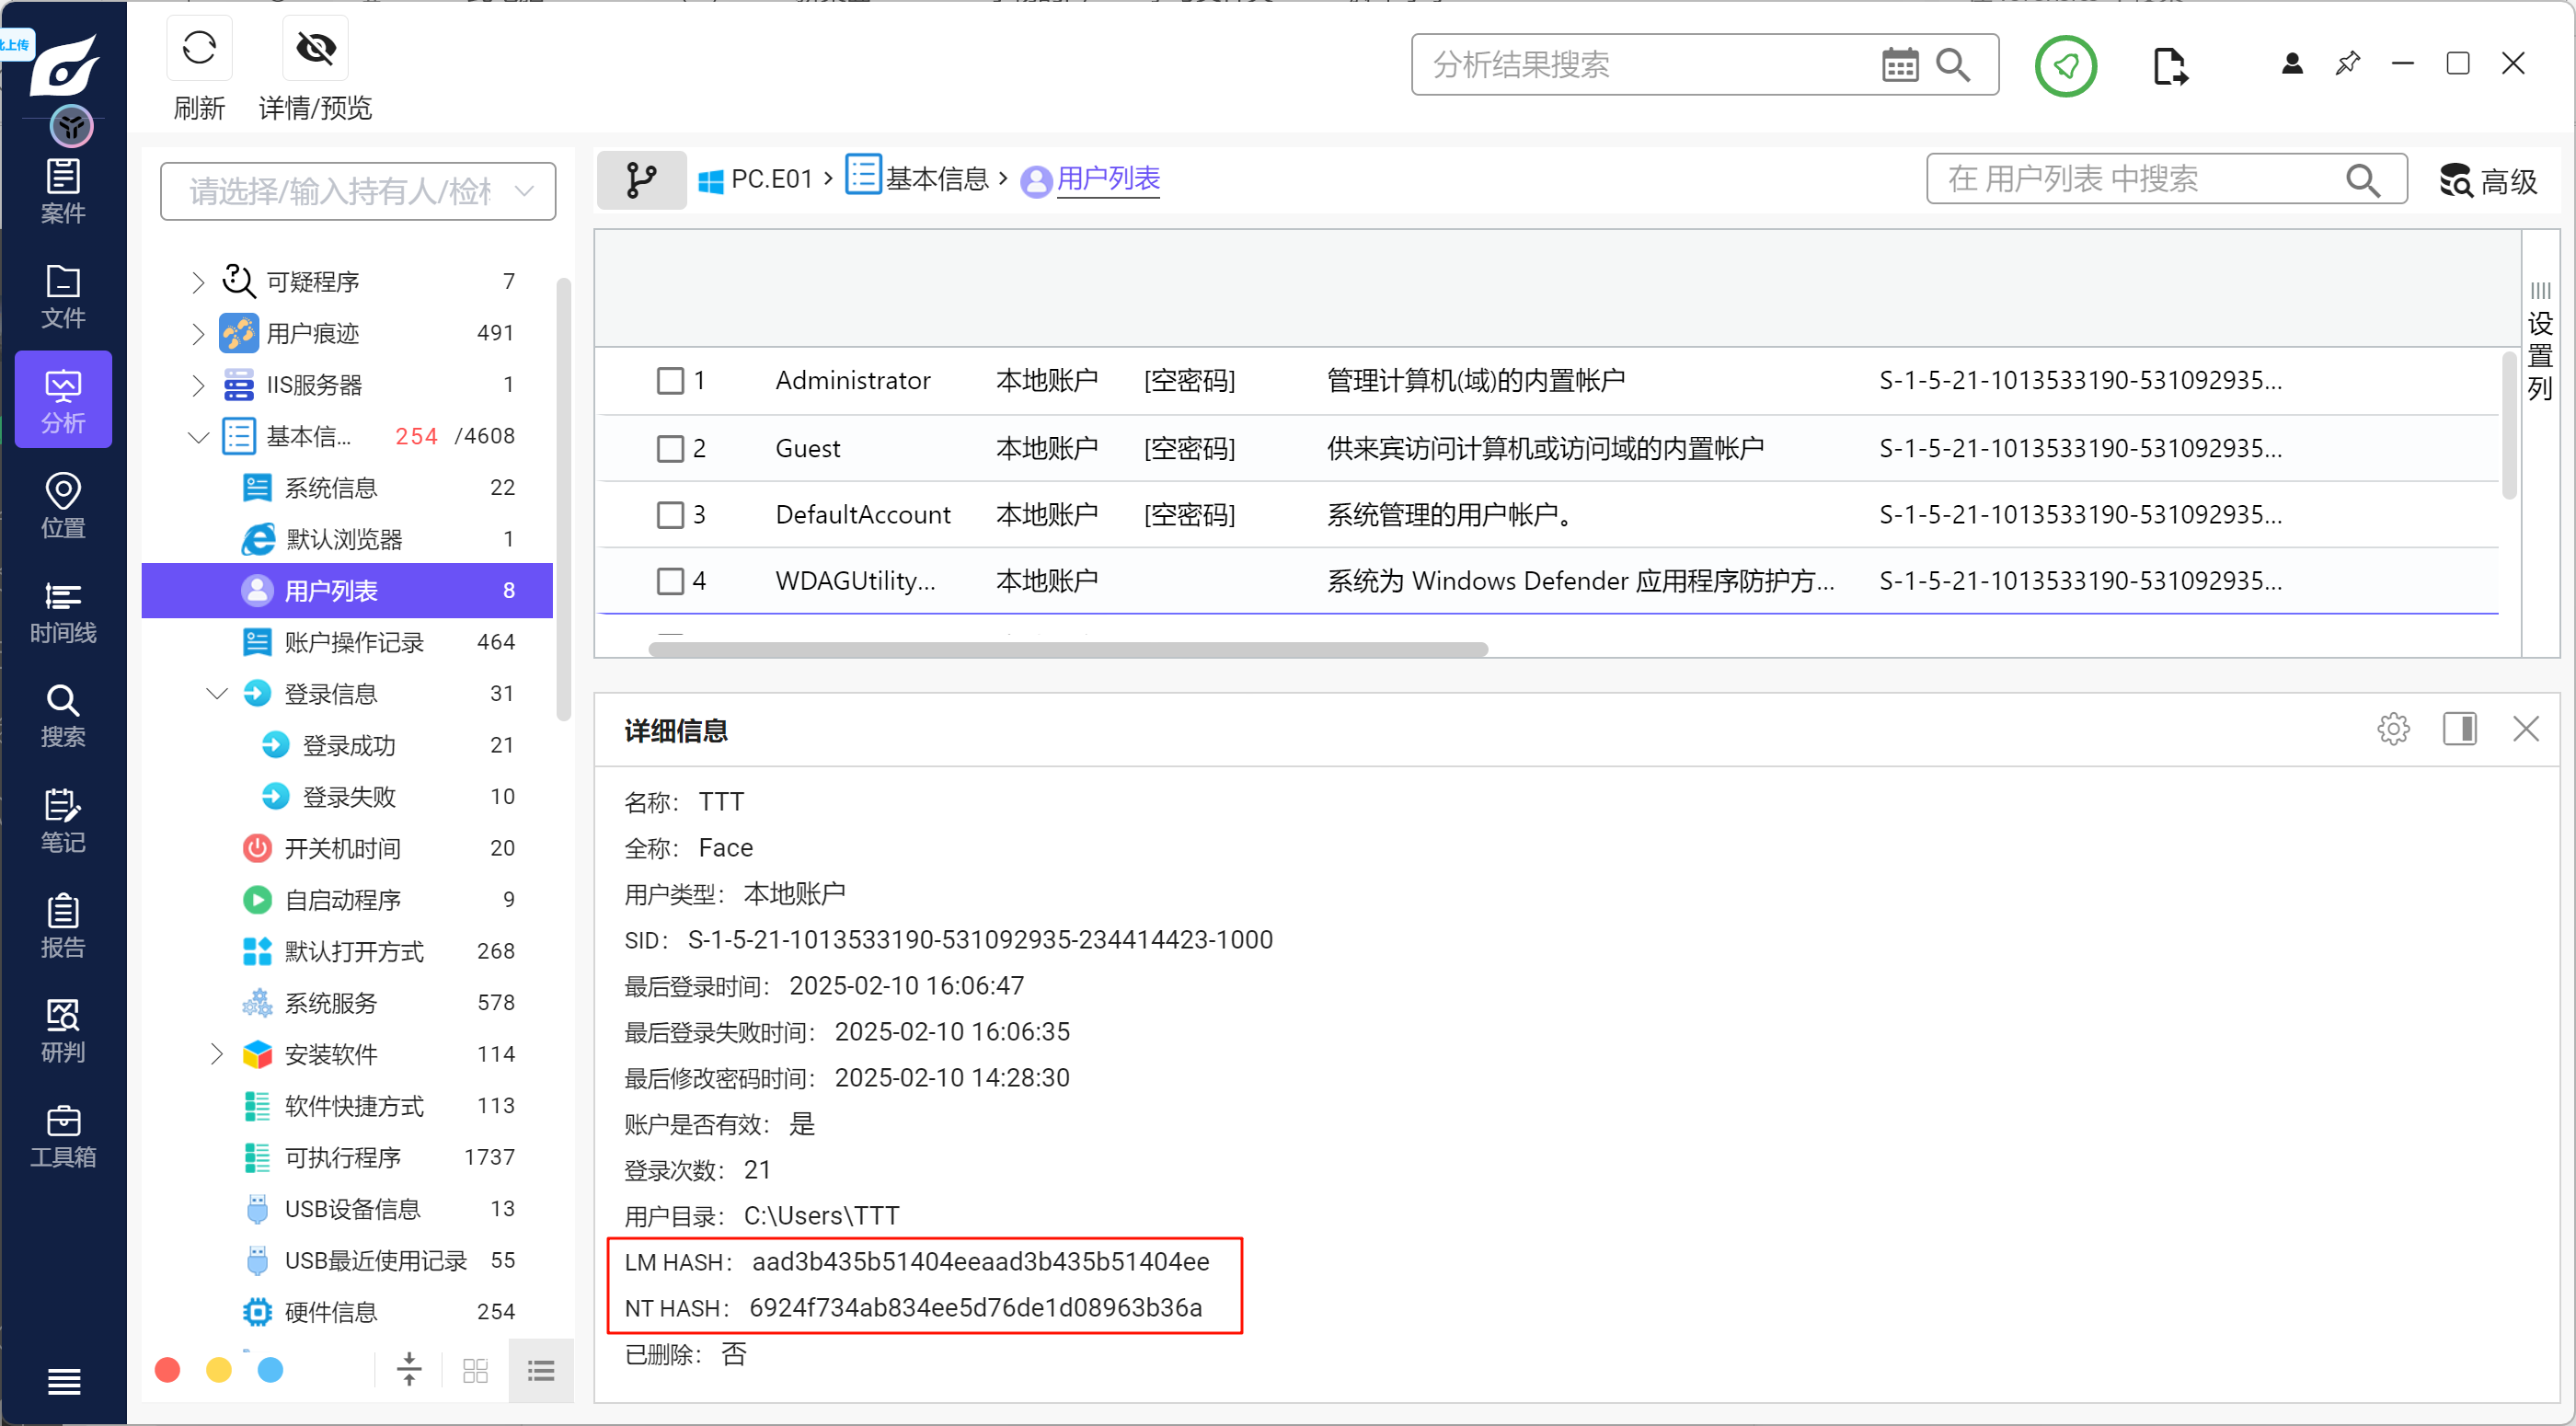 北上传
刷新
详情/预览
分析结果搜索
案件
文件
分析
位置
时间线
搜索
笔记
报告
研判
工具箱
请选择/输入持有人/检材
可疑程序 7
用户痕迹 491
IIS服务器 1
基本信... 254 /4608
系统信息 22
默认浏览器 1
用户列表 8
账户操作记录 464
登录信息 31
登录成功 21
登录失败 10
开关机时间 20
自启动程序 9
默认打开方式 268
系统服务 578
安装软件 114
软件快捷方式 113
可执行程序 1737
USB设备信息 13
USB最近使用记录 55
硬件信息 254
PC.E01 › 基本信息 › 用户列表
在 用户列表 中搜索
高级
1 Administrator 本地账户 [空密码] 管理计算机(域)的内置帐户 S-1-5-21-1013533190-531092935...
2 Guest 本地账户 [空密码] 供来宾访问计算机或访问域的内置帐户 S-1-5-21-1013533190-531092935...
3 DefaultAccount 本地账户 [空密码] 系统管理的用户帐户。 S-1-5-21-1013533190-531092935...
4 WDAGUtility... 本地账户 系统为 Windows Defender 应用程序防护方... S-1-5-21-1013533190-531092935...
设置列
详细信息
名称： TTT
全称： Face
用户类型： 本地账户
SID： S-1-5-21-1013533190-531092935-234414423-1000
最后登录时间： 2025-02-10 16:06:47
最后登录失败时间： 2025-02-10 16:06:35
最后修改密码时间： 2025-02-10 14:28:30
账户是否有效： 是
登录次数： 21
用户目录： C:\Users\TTT
LM HASH： aad3b435b51404eeaad3b435b51404ee
NT HASH： 6924f734ab834ee5d76de1d08963b36a
已删除： 否